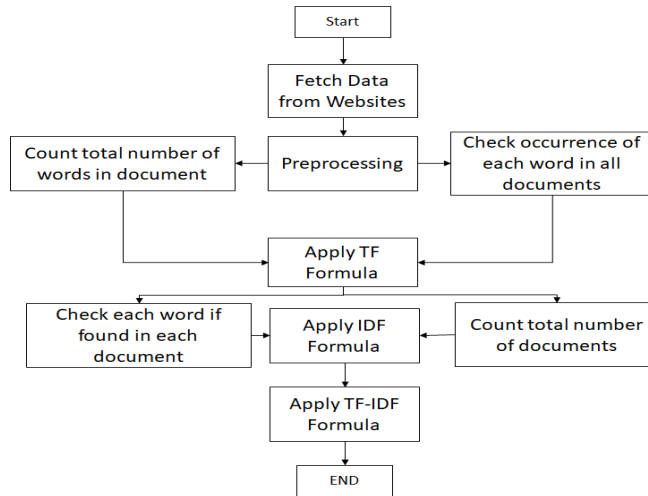 Start
Fetch Data
from Websites
Count total number of
words in document
Preprocessing
Check occurrence of
each word in all
documents
Apply TF
Formula
Check each word if
found in each
document
Apply IDF
Formula
Count total number
of documents
Apply TF-IDF
Formula
END